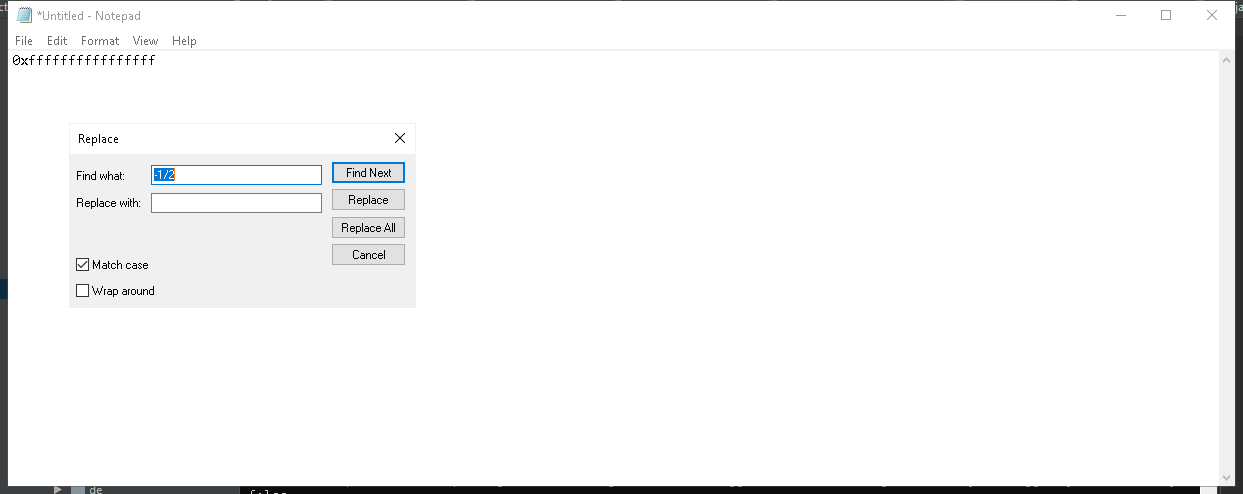 *Untitled - Notepad
File Edit Format View Help
0xffffffffffffffff
Replace
Find what: -1/2 Find Next
Replace with: Replace
Replace All
Cancel
Match case
Wrap around
de